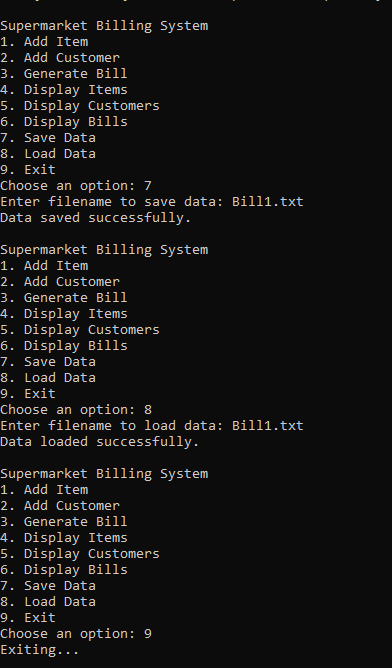 Supermarket Billing System
1. Add Item
2. Add Customer
3. Generate Bill
4. Display Items
5. Display Customers
6. Display Bills
7. Save Data
8. Load Data
9. Exit
Choose an option: 7
Enter filename to save data: Bill1.txt
Data saved successfully.
Supermarket Billing System
1. Add Item
2. Add Customer
3. Generate Bill
4. Display Items
5. Display Customers
6. Display Bills
7. Save Data
8. Load Data
9. Exit
Choose an option: 8
Enter filename to load data: Bill1.txt
Data loaded successfully.
Supermarket Billing System
1. Add Item
2. Add Customer
3. Generate Bill
4. Display Items
5. Display Customers
6. Display Bills
7. Save Data
8. Load Data
9. Exit
Choose an option: 9
Exiting...